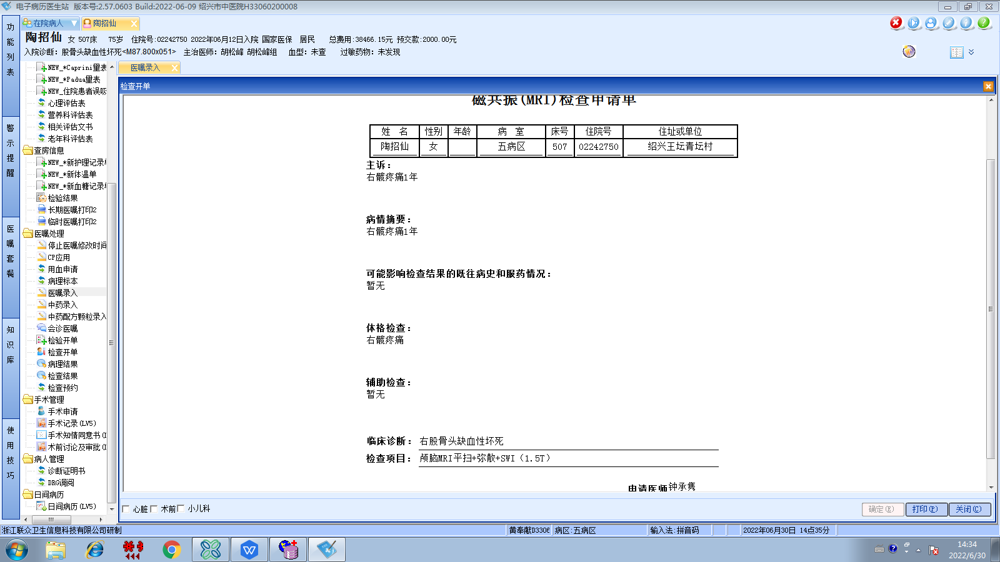 电子病历医生站 版本号:2.57.0603 Build:2022-06-09 绍兴市中医院H33060200008
功能列表
警示提醒
医嘱套餐
知识库
使用技巧
在院病人
陶招仙
陶招仙 女 507床 75岁 住院号:02242750 2022年06月12日入院 国家医保 居民 总费用:38466.15元 预交款:2000.00元
入院诊断: 股骨头缺血性坏死<M87.800x051> 主治医师: 胡松峰 胡松峰组 血型: 未查 过敏药物: 未发现
NEW_*Caprini量表
NEW_*Padua量表
NEW_*住院患者误吸
心理评估表
营养科评估表
相关评估文书
老年科评估表
查房信息
NEW_*新护理记录单
NEW_*新体温单
NEW_*新血糖记录单
检验结果
长期医嘱打印2
临时医嘱打印2
医嘱处理
停止医嘱修改时间
CP应用
用血申请
病理标本
医嘱录入
中药录入
中药配方颗粒录入
会诊医嘱
检验开单
检查开单
病理结果
检查结果
检查预约
手术管理
手术申请
手术记录(LV5)
手术知情同意书(L
术前讨论及审批(L
病人管理
诊断证明书
DRG调阅
日间病历
日间病历(LV5)
医嘱录入
检查开单
磁共振(MRI)检查申请单
姓 名 性别 年龄 病 室 床号 住院号 住址或单位
陶招仙 女 五病区 507 02242750 绍兴王坛青坛村
主诉:
右髋疼痛1年
病情摘要:
右髋疼痛1年
可能影响检查结果的既往病史和服药情况:
暂无
体格检查:
右髋疼痛
辅助检查:
暂无
临床诊断: 右股骨头缺血性坏死
检查项目: 颅脑MRI平扫+弥散+SWI（1.5T）
申请医师 钟承隽
心脏 术前 小儿科
确定(E) 打印(P) 关闭(C)
浙江联众卫生信息科技有限公司研制 黄奉献D3306 病区:五病区 输入法:拼音码 2022年06月30日 14点35分
14:34
2022/6/30